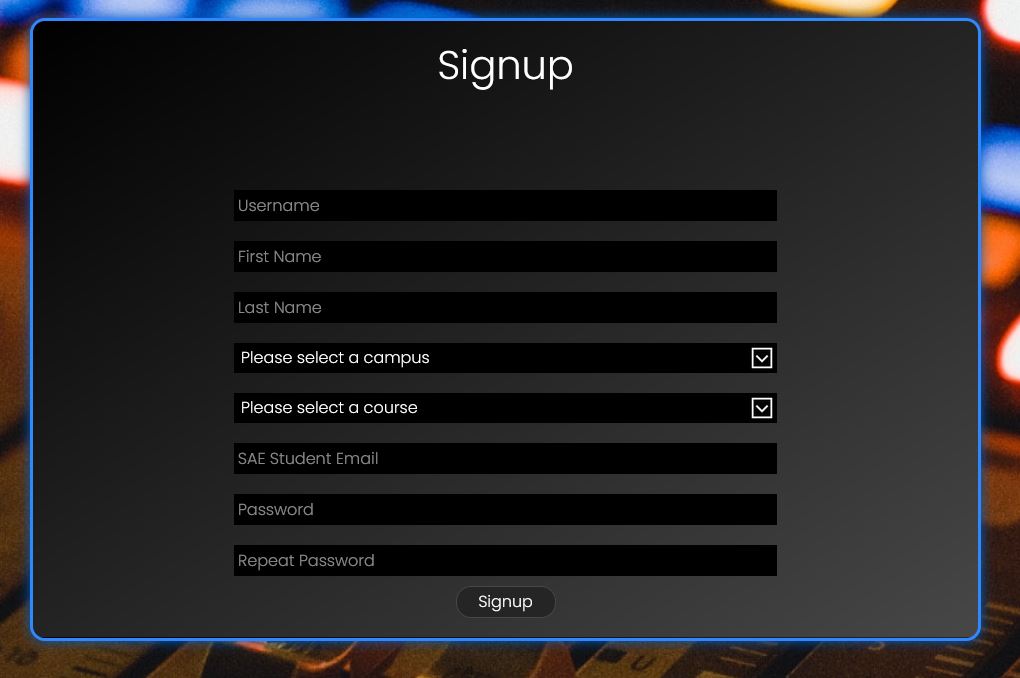 Signup
Username
First Name
Last Name
Please select a campus
Please select a course
SAE Student Email
Password
Repeat Password
Signup